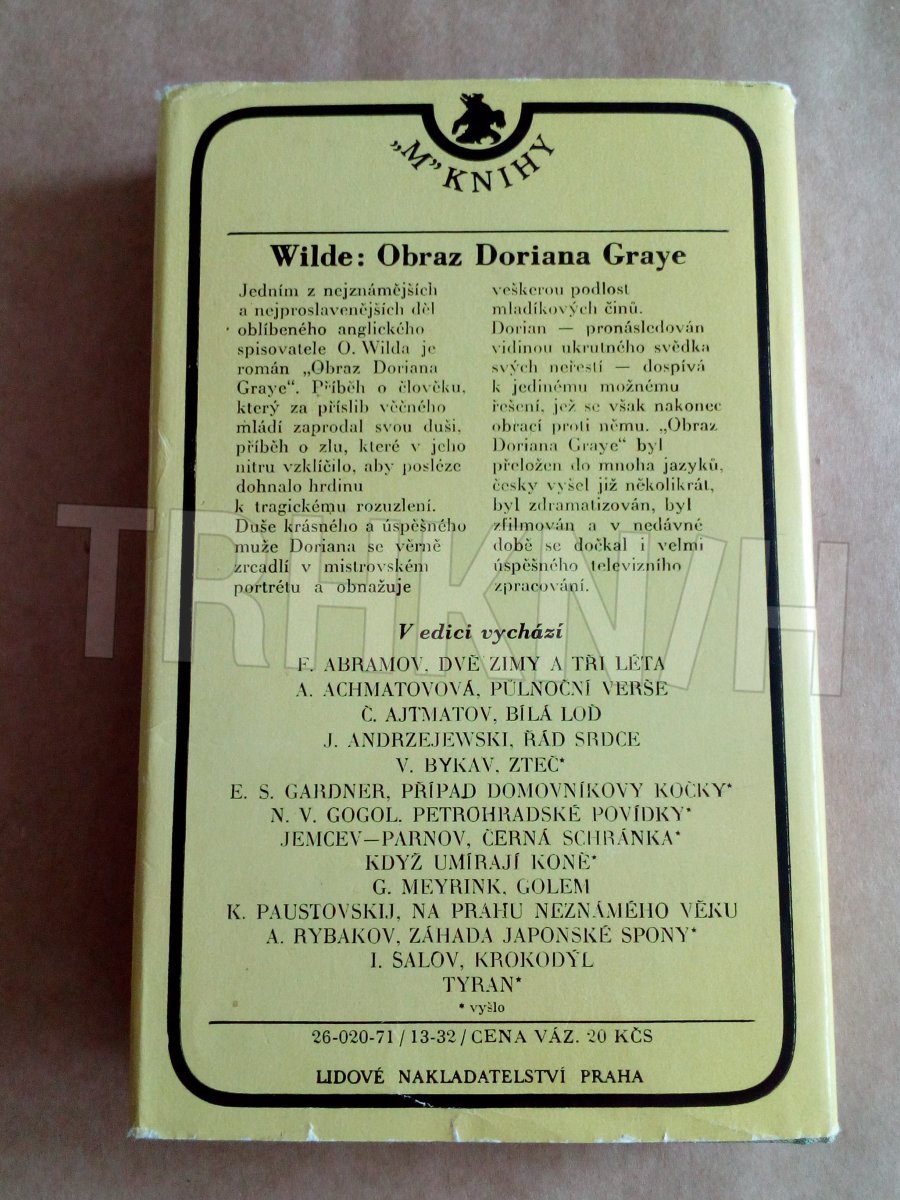 „M” KNIHY
Wilde: Obraz Doriana Graye
Jedním z nejznámějších
a nejproslavenějších děl
oblíbeného anglického
spisovatele O. Wilda je
román „Obraz Doriana
Graye“. Příběh o člověku,
který za příslib věčného
mládí zaprodal svou duši,
příběh o zlu, které v jeho
nitru vzklíčilo, aby posléze
dohnalo hrdinu
k tragickému rozuzlení.
Duše krásného a úspěšného
muže Doriana se věrně
zrcadlí v mistrovském
portrétu a obnažuje
veškerou podlost
mladíkových činů.
Dorian — pronásledován
vidinou ukrutného svědka
svých neřestí — dospívá
k jedinému možnému
řešení, jež se však nakonec
obrací proti němu. „Obraz
Doriana Graye“ byl
přeložen do mnoha jazyků,
česky vyšel již několikrát,
byl zdramatizován, byl
zfilmován a v nedávné
době se dočkal i velmi
úspěšného televizního
zpracování.
V edici vychází
F. ABRAMOV, DVĚ ZIMY A TŘI LÉTA
A. ACHMATOVOVÁ, PŮLNOČNÍ VERŠE
Č. AJTMATOV, BÍLÁ LOĎ
J. ANDRZEJEWSKI, ŘÁD SRDCE
V. BYKAV, ZTEČ*
E. S. GARDNER, PŘÍPAD DOMOVNÍKOVY KOČKY*
N. V. GOGOL, PETROHRADSKÉ POVÍDKY*
JEMCEV—PARNOV, ČERNÁ SCHRÁNKA*
KDYŽ UMÍRAJÍ KONĚ*
G. MEYRINK, GOLEM
K. PAUSTOVSKIJ, NA PRAHU NEZNÁMÉHO VĚKU
A. RYBAKOV, ZÁHADA JAPONSKÉ SPONY*
I. SALOV, KROKODÝL
TYRAN*
* vyšlo
26-020-71 / 13-32 / CENA VÁZ. 20 KČS
LIDOVÉ NAKLADATELSTVÍ PRAHA
TRHKNIH